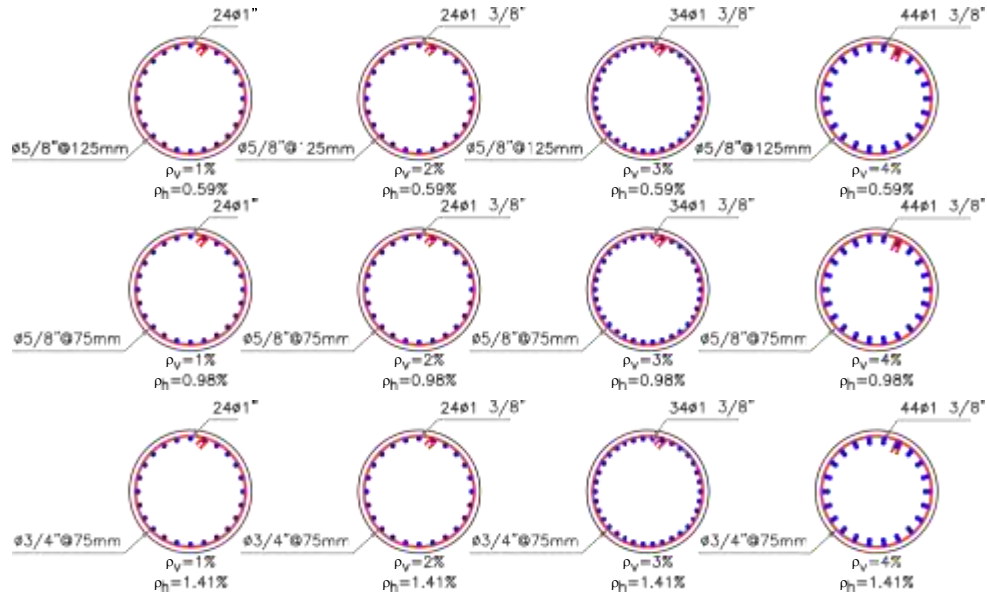 24ø1" 24ø1 3/8" 34ø1 3/8" 44ø1 3/8"
ø5/8"@125mm ø5/8"@125mm ø5/8"@125mm ø5/8"@125mm
ρv=1% ρv=2% ρv=3% ρv=4%
ρh=0.59% ρh=0.59% ρh=0.59% ρh=0.59%
24ø1" 24ø1 3/8" 34ø1 3/8" 44ø1 3/8"
ø5/8"@75mm ø5/8"@75mm ø5/8"@75mm ø5/8"@75mm
ρv=1% ρv=2% ρv=3% ρv=4%
ρh=0.98% ρh=0.98% ρh=0.98% ρh=0.98%
24ø1" 24ø1 3/8" 34ø1 3/8" 44ø1 3/8"
ø3/4"@75mm ø3/4"@75mm ø3/4"@75mm ø3/4"@75mm
ρv=1% ρv=2% ρv=3% ρv=4%
ρh=1.41% ρh=1.41% ρh=1.41% ρh=1.41%